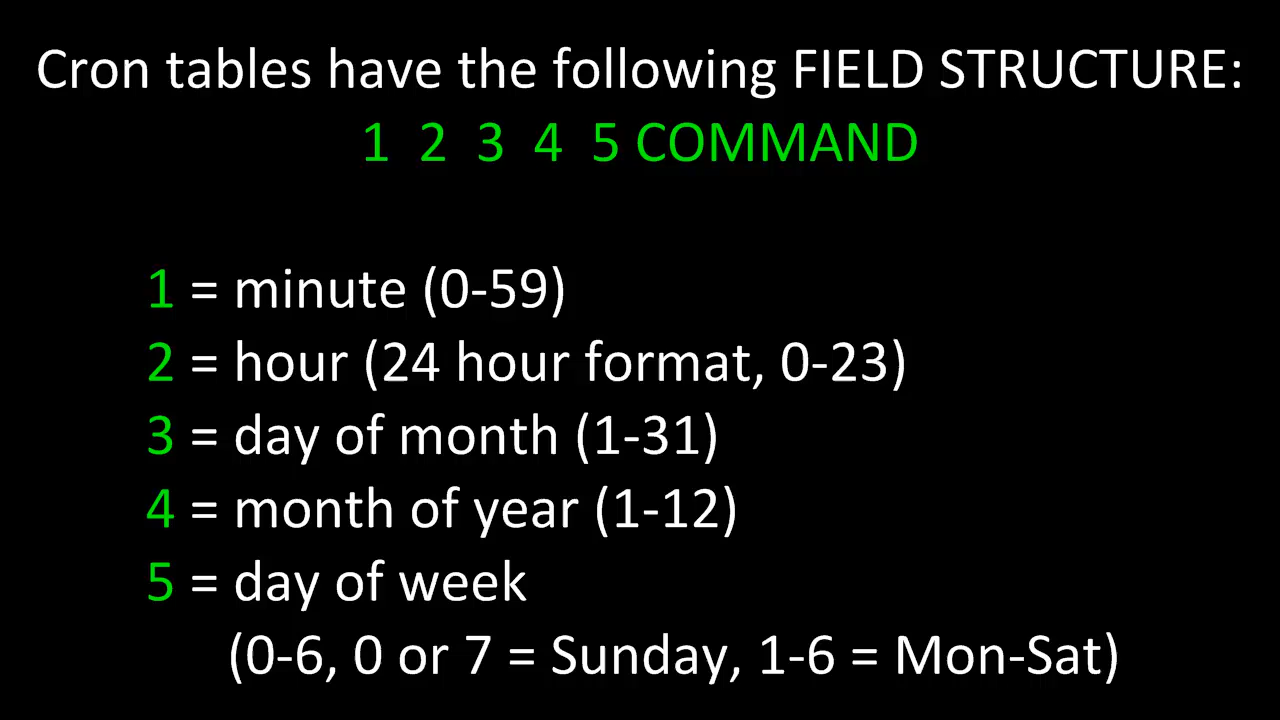 Cron tables have the following FIELD STRUCTURE:
1 2 3 4 5 COMMAND
1 = minute (0-59)
2 = hour (24 hour format, 0-23)
3 = day of month (1-31)
4 = month of year (1-12)
5 = day of week
(0-6, 0 or 7 = Sunday, 1-6 = Mon-Sat)